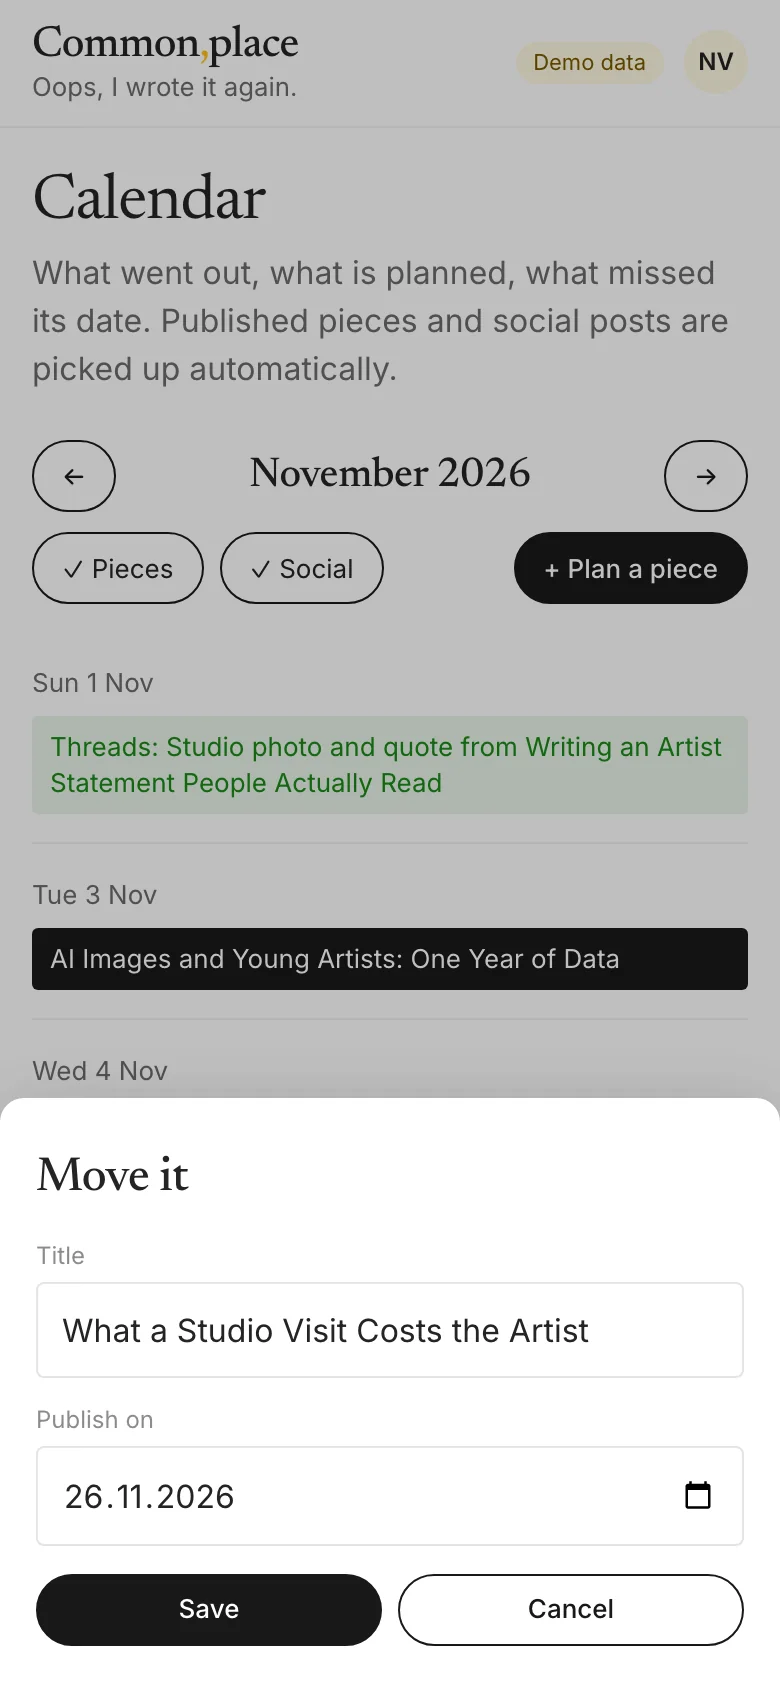 Common,place
Oops, I wrote it again.
Demo data
NV
Calendar
What went out, what is planned, what missed
its date. Published pieces and social posts are
picked up automatically.
← November 2026 →
✓ Pieces ✓ Social + Plan a piece
Sun 1 Nov
Threads: Studio photo and quote from Writing an Artist
Statement People Actually Read
Tue 3 Nov
AI Images and Young Artists: One Year of Data
Wed 4 Nov
Move it
Title
What a Studio Visit Costs the Artist
Publish on
26.11.2026
Save Cancel